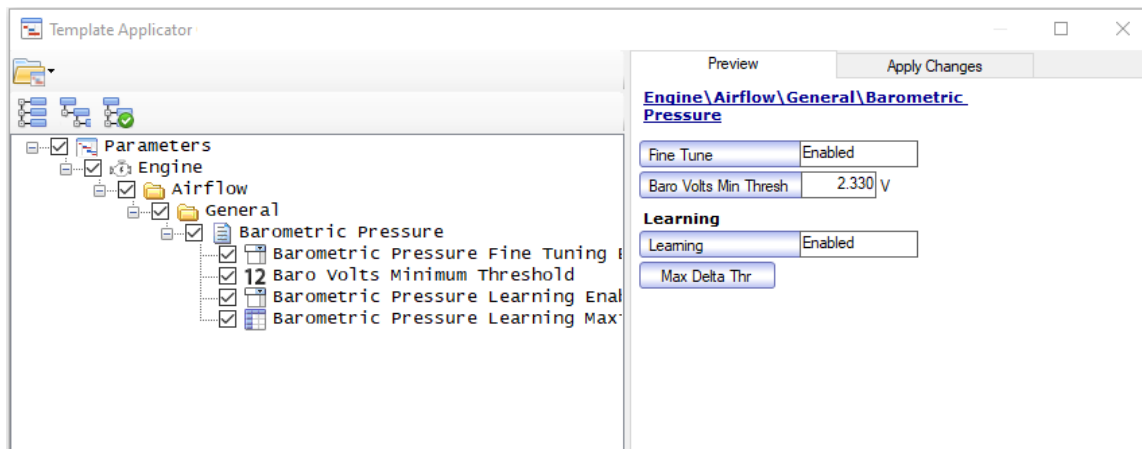 Template Applicator
Preview
Apply Changes
Engine\Airflow\General\Barometric
Pressure
Parameters
Engine
Airflow
General
Barometric Pressure
Barometric Pressure Fine Tuning
12 Baro Volts Minimum Threshold
Barometric Pressure Learning Enab
Barometric Pressure Learning Max
Fine Tune Enabled
Baro Volts Min Thresh 2.330 V
Learning
Learning Enabled
Max Delta Thr